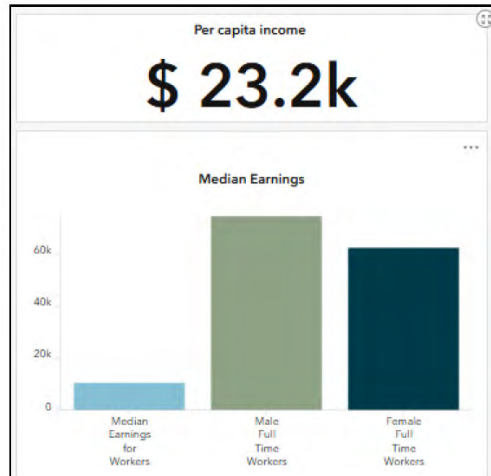 Per capita income
$ 23.2k
...
Median Earnings
60k
40k
20k
0
Median
Earnings
for
Workers
Male
Full
Time
Workers
Female
Full
Time
Workers